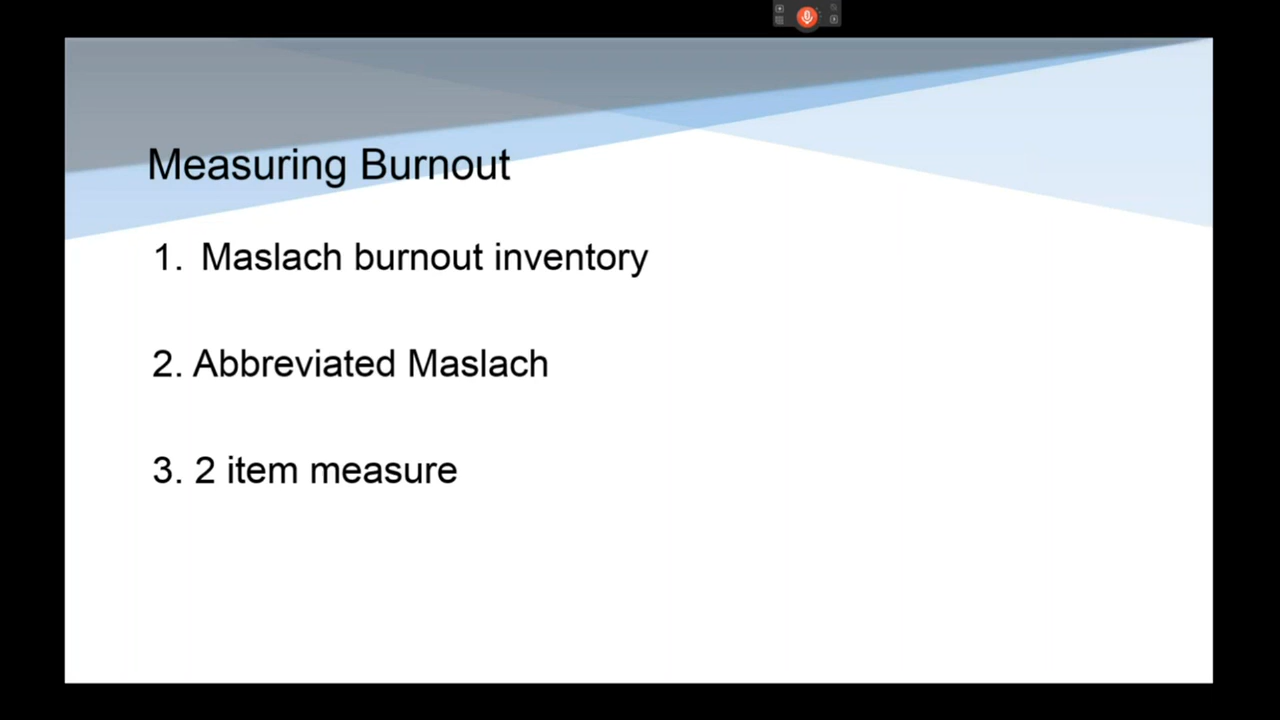 Measuring Burnout
1. Maslach burnout inventory
2. Abbreviated Maslach
3. 2 item measure